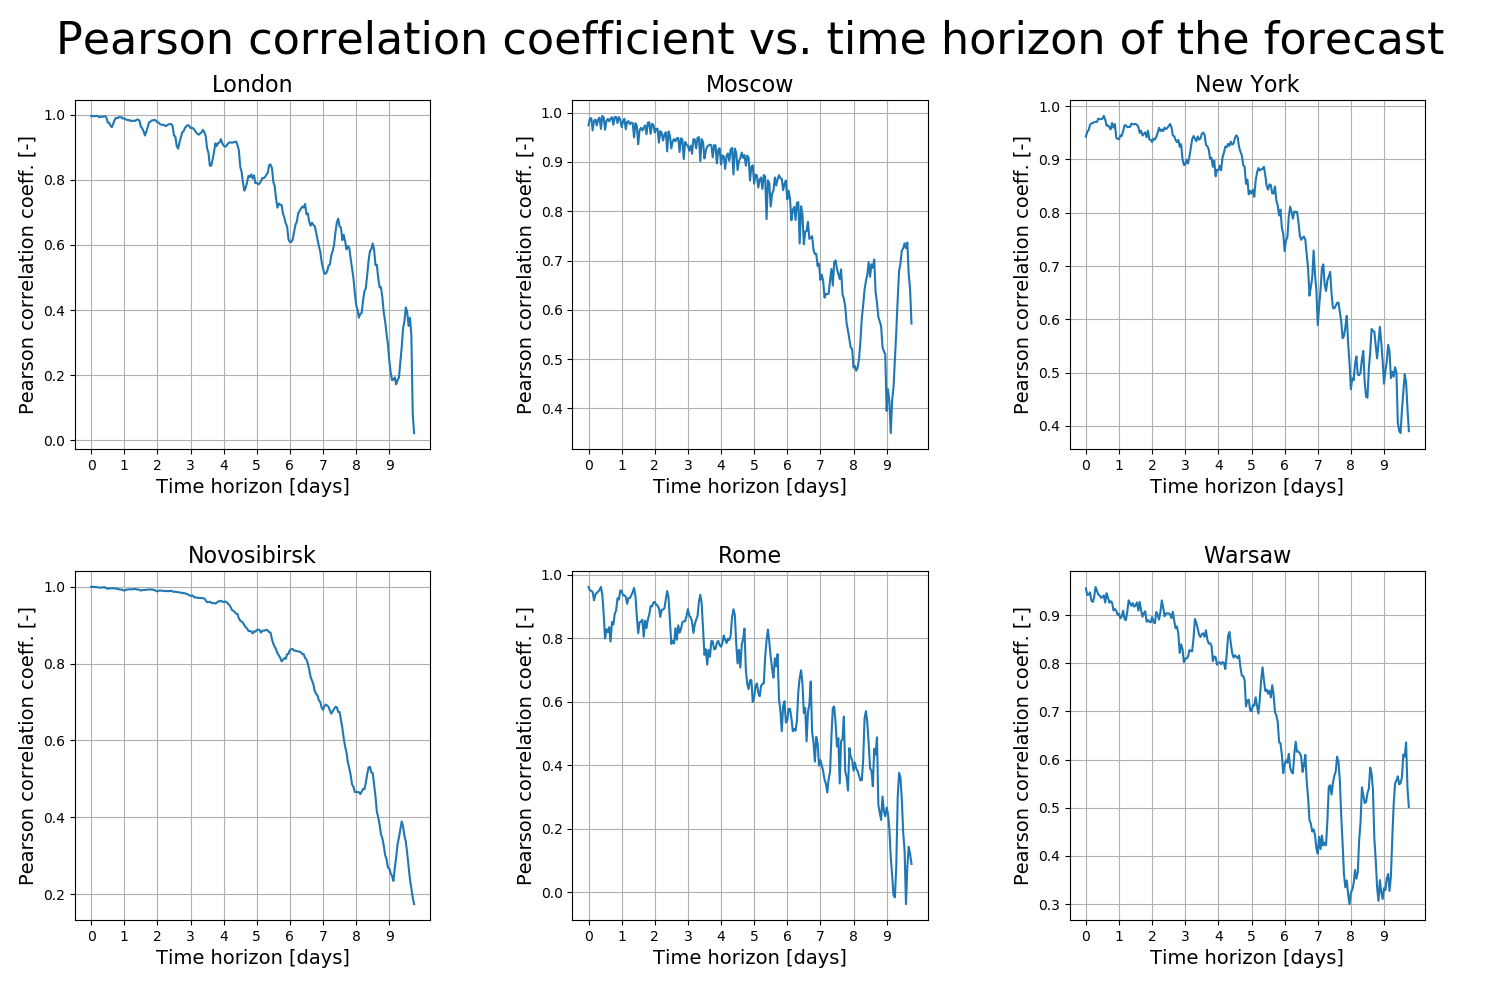 Pearson correlation coefficient vs. time horizon of the forecast
London
Pearson correlation coeff. [-]
1.0
0.8
0.6
0.4
0.2
0.0
0 1 2 3 4 5 6 7 8 9
Time horizon [days]
Moscow
Pearson correlation coeff. [-]
1.0
0.9
0.8
0.7
0.6
0.5
0.4
0 1 2 3 4 5 6 7 8 9
Time horizon [days]
New York
Pearson correlation coeff. [-]
1.0
0.9
0.8
0.7
0.6
0.5
0.4
0 1 2 3 4 5 6 7 8 9
Time horizon [days]
Novosibirsk
Pearson correlation coeff. [-]
1.0
0.8
0.6
0.4
0.2
0 1 2 3 4 5 6 7 8 9
Time horizon [days]
Rome
Pearson correlation coeff. [-]
1.0
0.8
0.6
0.4
0.2
0.0
0 1 2 3 4 5 6 7 8 9
Time horizon [days]
Warsaw
Pearson correlation coeff. [-]
0.9
0.8
0.7
0.6
0.5
0.4
0.3
0 1 2 3 4 5 6 7 8 9
Time horizon [days]